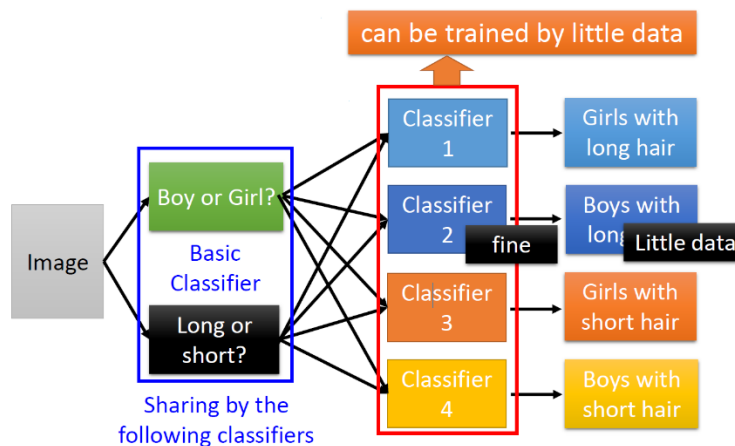 can be trained by little data
Image
Boy or Girl?
Basic
Classifier
Long or
short?
Sharing by the
following classifiers
Classifier
1
Girls with
long hair
Classifier
2
fine
Boys with
Little data
Classifier
3
Girls with
short hair
Classifier
4
Boys with
short hair